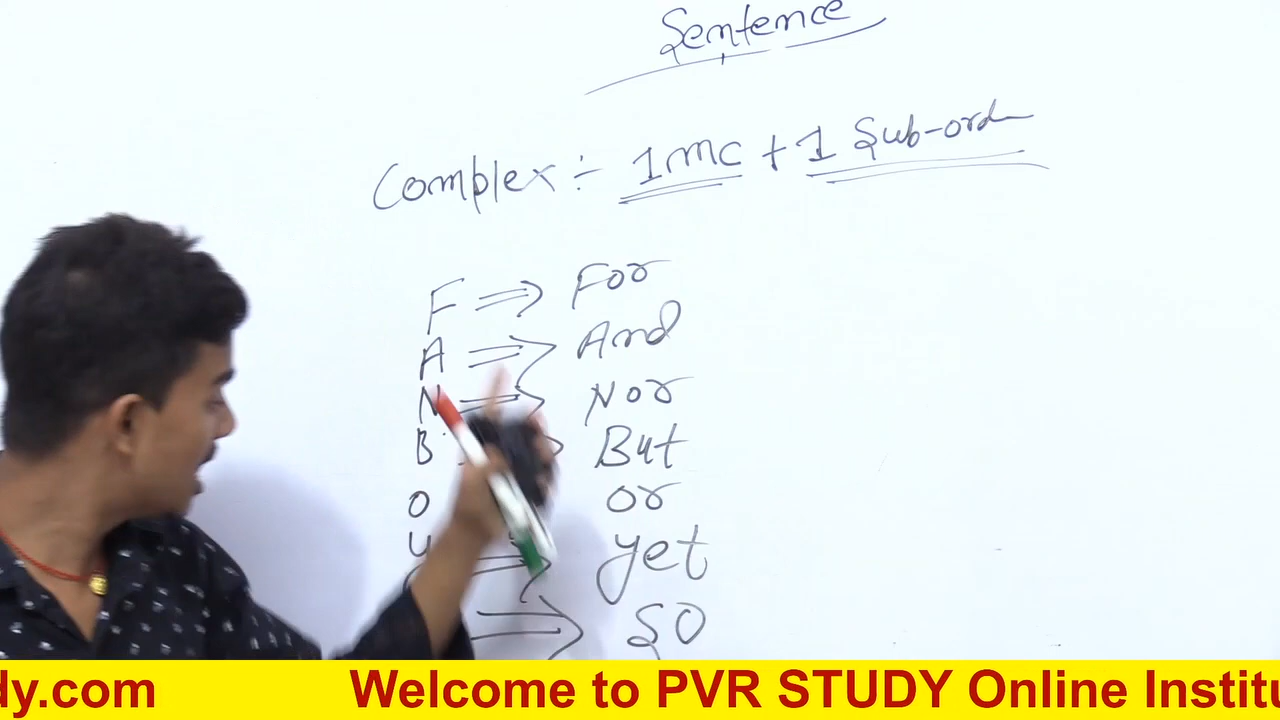 Sentence
Complex ÷ 1mc + 1 Sub-ord
F ⇒ For
A ⇒ And
N ⇒ Nor
B ⇒ But
O or
y ⇒ yet
⇒ SO
dy.com Welcome to PVR STUDY Online Institu